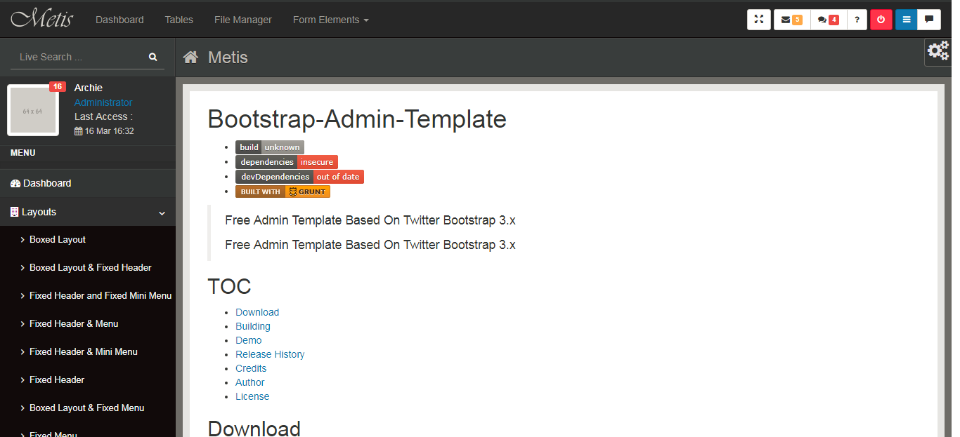 Metis Dashboard Tables File Manager Form Elements 5 4 ?
Live Search ...
Metis
16
64 x 64
Archie
Administrator
Last Access :
16 Mar 16:32
MENU
Dashboard
Layouts
Boxed Layout
Boxed Layout & Fixed Header
Fixed Header and Fixed Mini Menu
Fixed Header & Menu
Fixed Header & Mini Menu
Fixed Header
Boxed Layout & Fixed Menu
Fixed Menu
Bootstrap-Admin-Template
build unknown
dependencies insecure
devDependencies out of date
BUILT WITH GRUNT
Free Admin Template Based On Twitter Bootstrap 3.x
Free Admin Template Based On Twitter Bootstrap 3.x
TOC
Download
Building
Demo
Release History
Credits
Author
License
Download